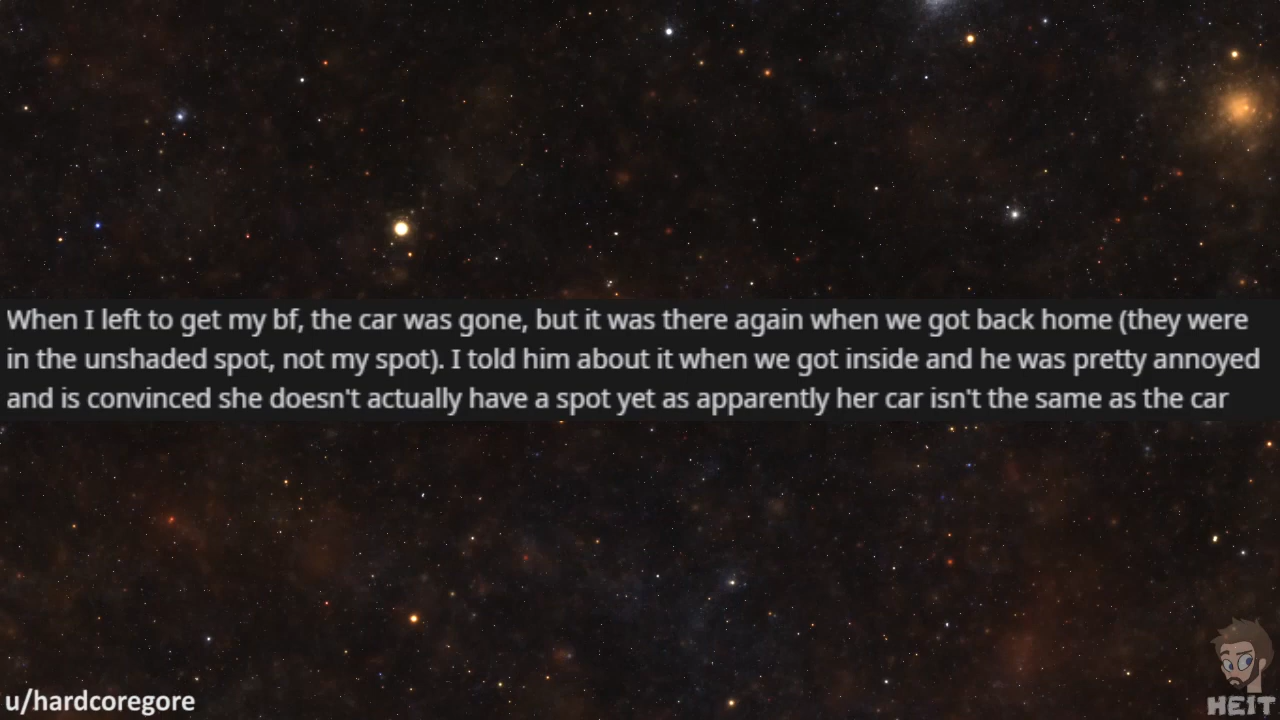 When I left to get my bf, the car was gone, but it was there again when we got back home (they were
in the unshaded spot, not my spot). I told him about it when we got inside and he was pretty annoyed
and is convinced she doesn't actually have a spot yet as apparently her car isn't the same as the car
u/hardcoregore
HEIT